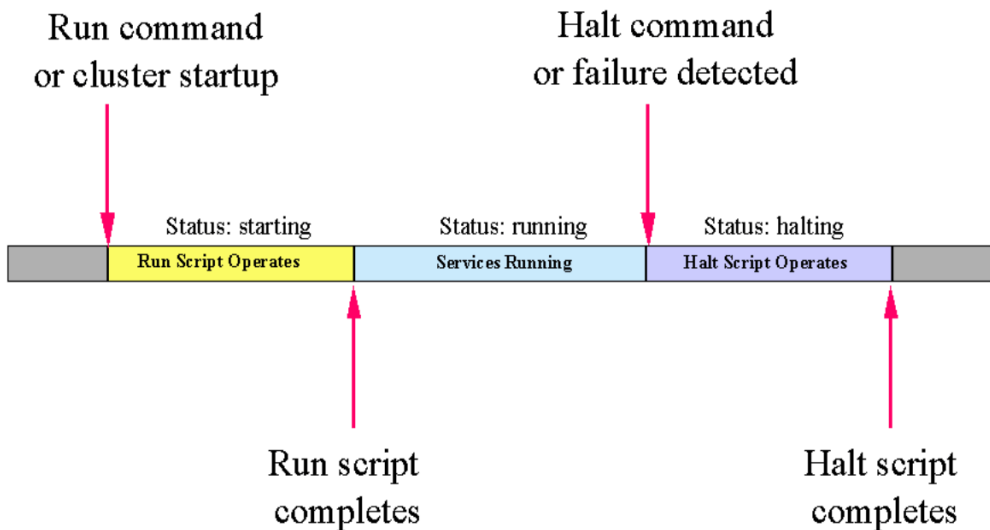 Run command
or cluster startup
Halt command
or failure detected
Status: starting
Status: running
Status: halting
Run Script Operates
Services Running
Halt Script Operates
Run script
completes
Halt script
completes